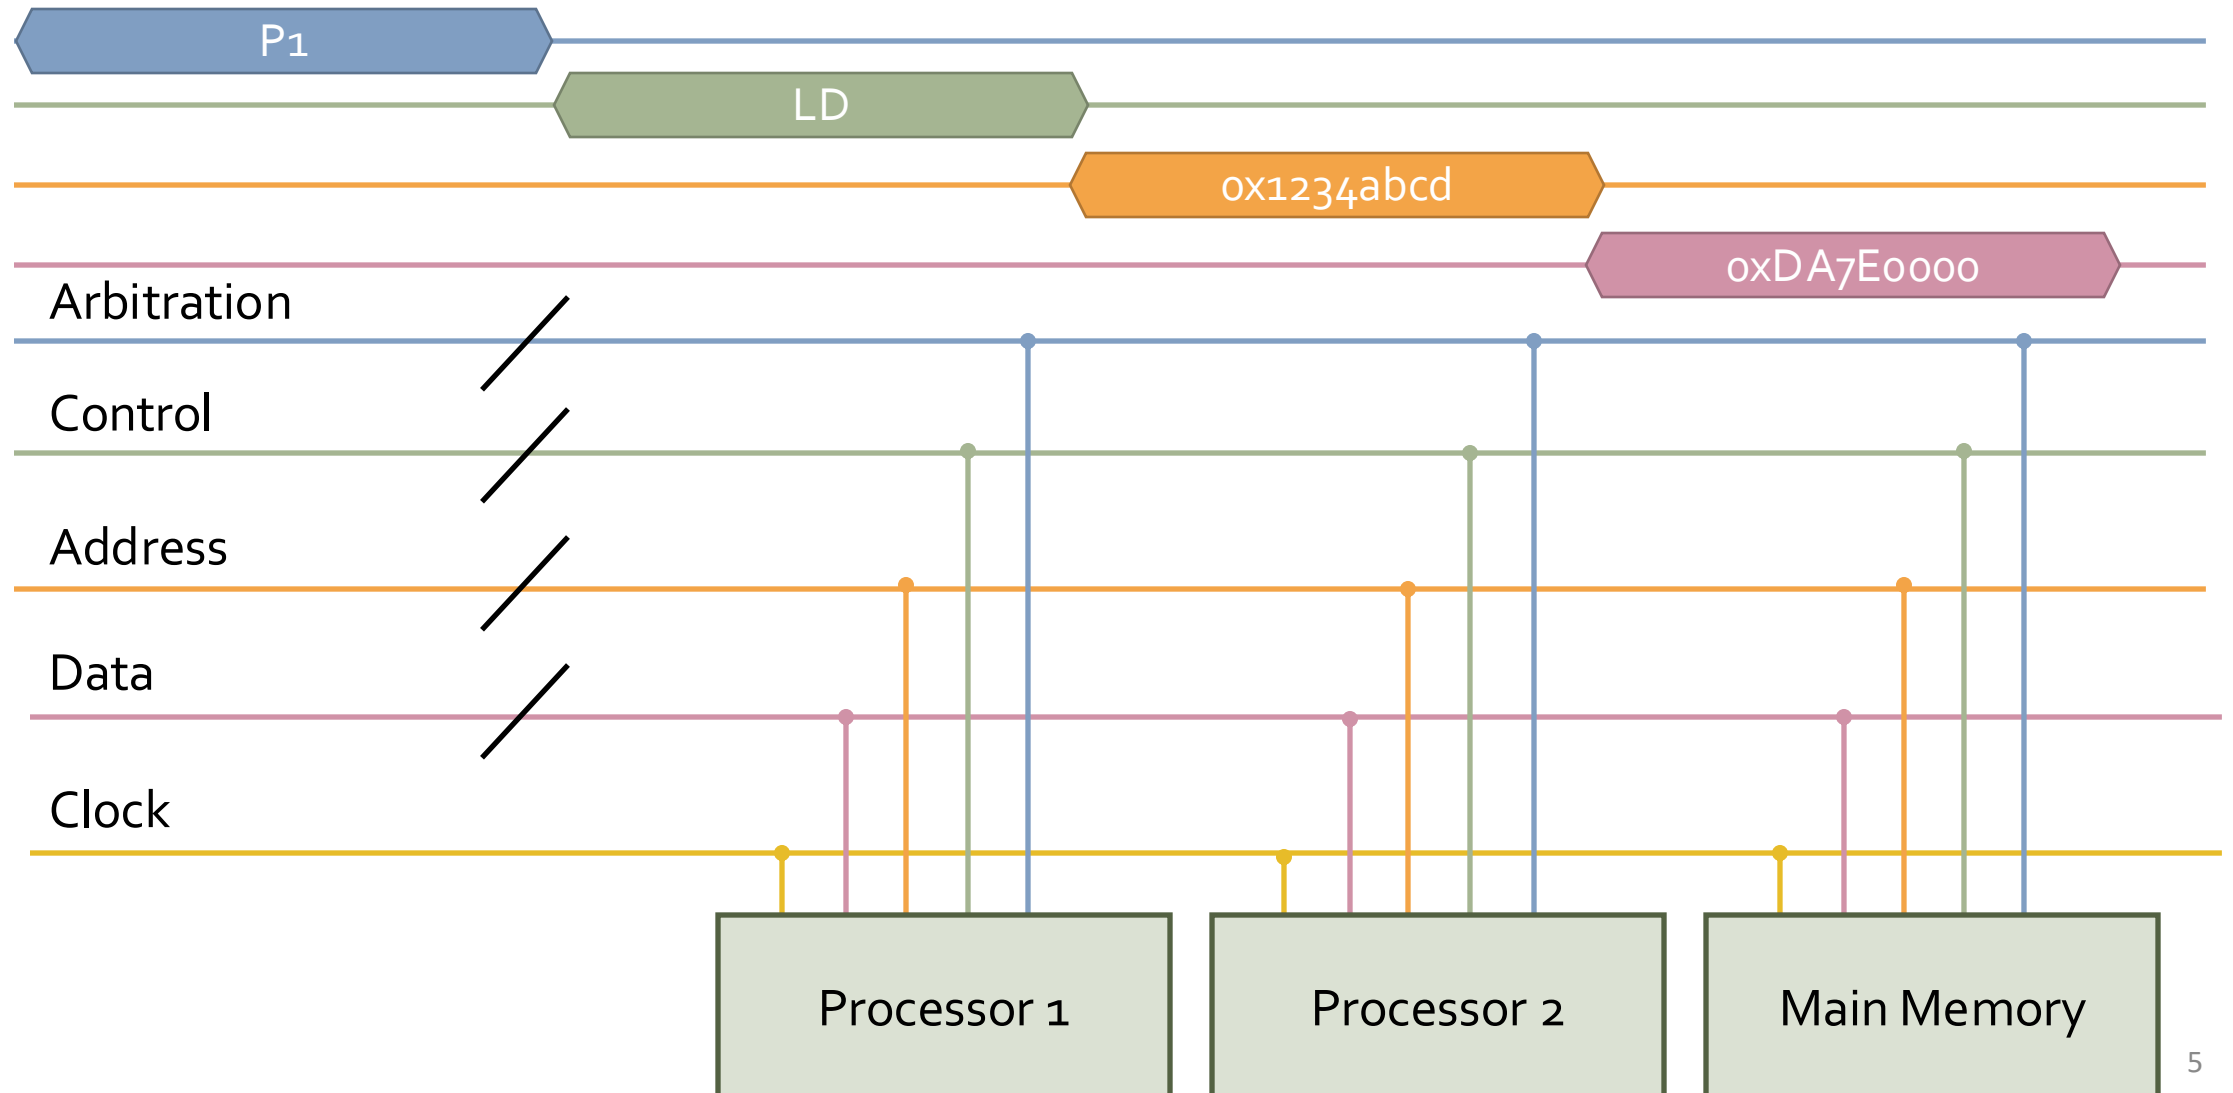 P1
LD
0x1234abcd
0xDA7E0000
Arbitration
Control
Address
Data
Clock
Processor 1
Processor 2
Main Memory
5